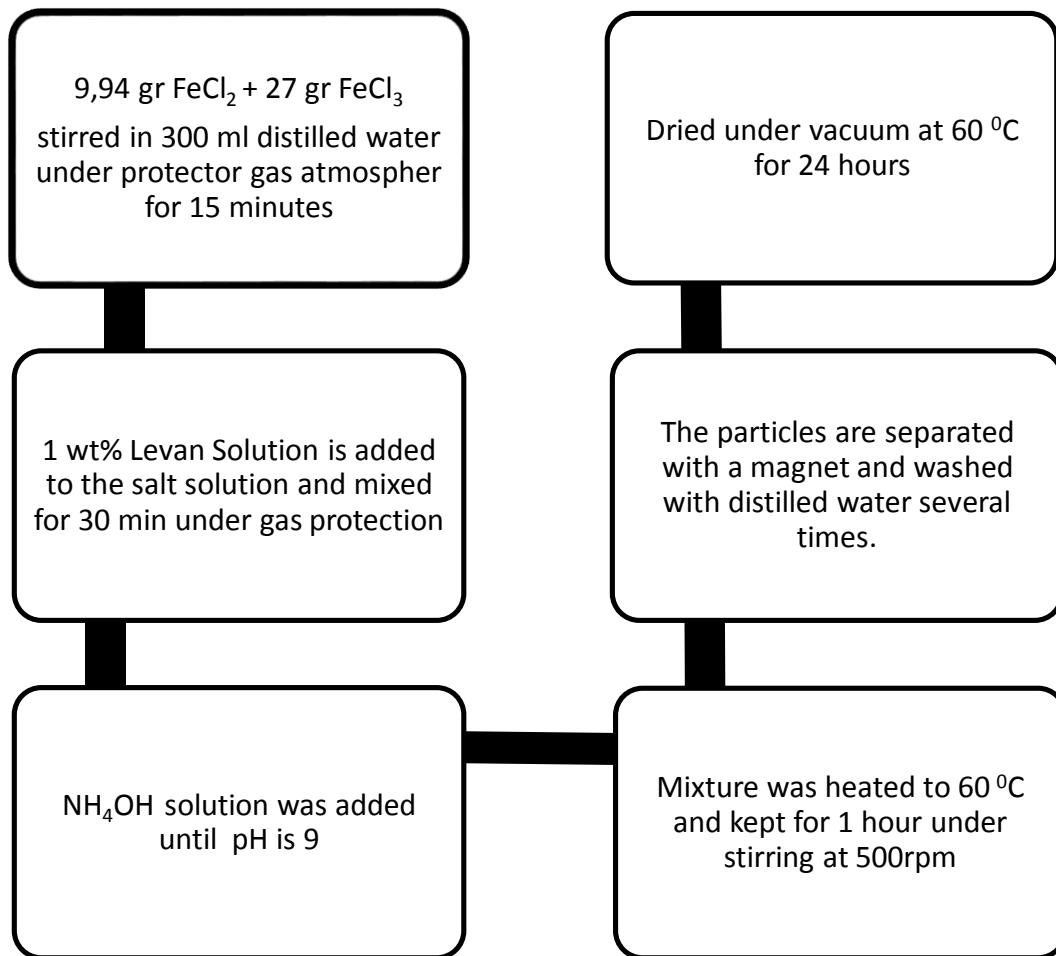 9,94 gr FeCl₂ + 27 gr FeCl₃
stirred in 300 ml distilled water
under protector gas atmospher
for 15 minutes
1 wt% Levan Solution is added
to the salt solution and mixed
for 30 min under gas protection
NH₄OH solution was added
until pH is 9
Mixture was heated to 60 ⁰C
and kept for 1 hour under
stirring at 500rpm
The particles are separated
with a magnet and washed
with distilled water several
times.
Dried under vacuum at 60 ⁰C
for 24 hours